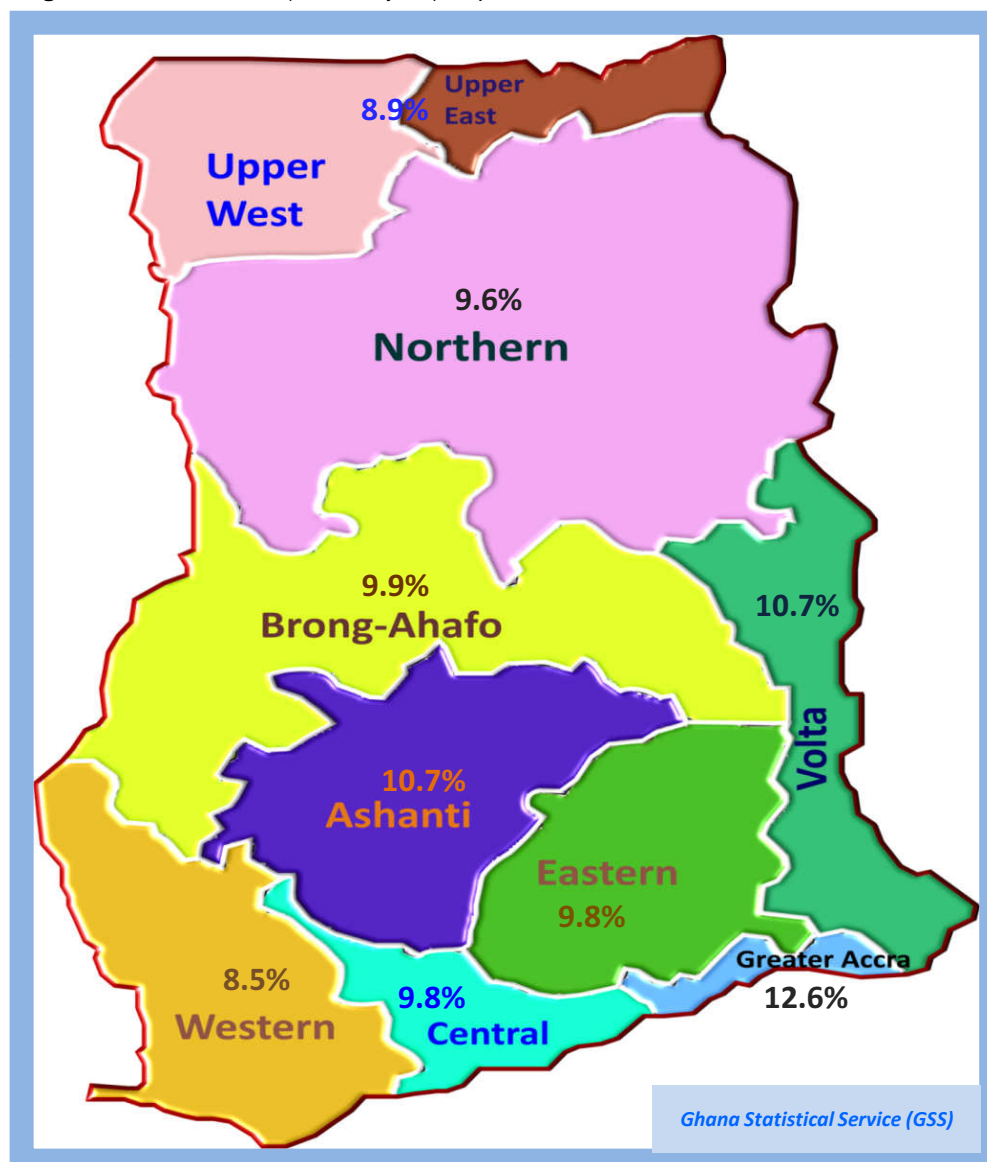 Upper
East
8.9%
Upper
West
9.6%
Northern
9.9%
Brong-Ahafo
10.7%
Volta
10.7%
Ashanti
Eastern
9.8%
Greater Accra
12.6%
8.5%
Western
9.8%
Central
Ghana Statistical Service (GSS)